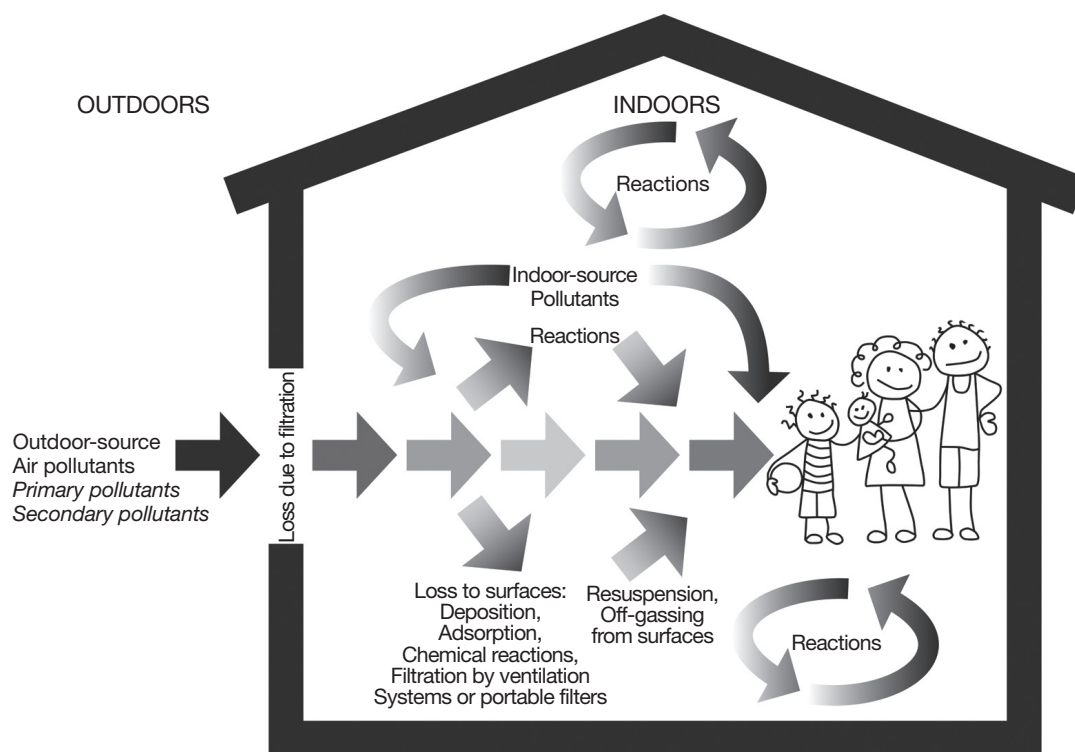 OUTDOORS
INDOORS
Reactions
Indoor-source
Pollutants
Reactions
Loss due to filtration
Outdoor-source
Air pollutants
Primary pollutants
Secondary pollutants
Loss to surfaces:
Deposition,
Adsorption,
Chemical reactions,
Filtration by ventilation
Systems or portable filters
Resuspension,
Off-gassing
from surfaces
Reactions